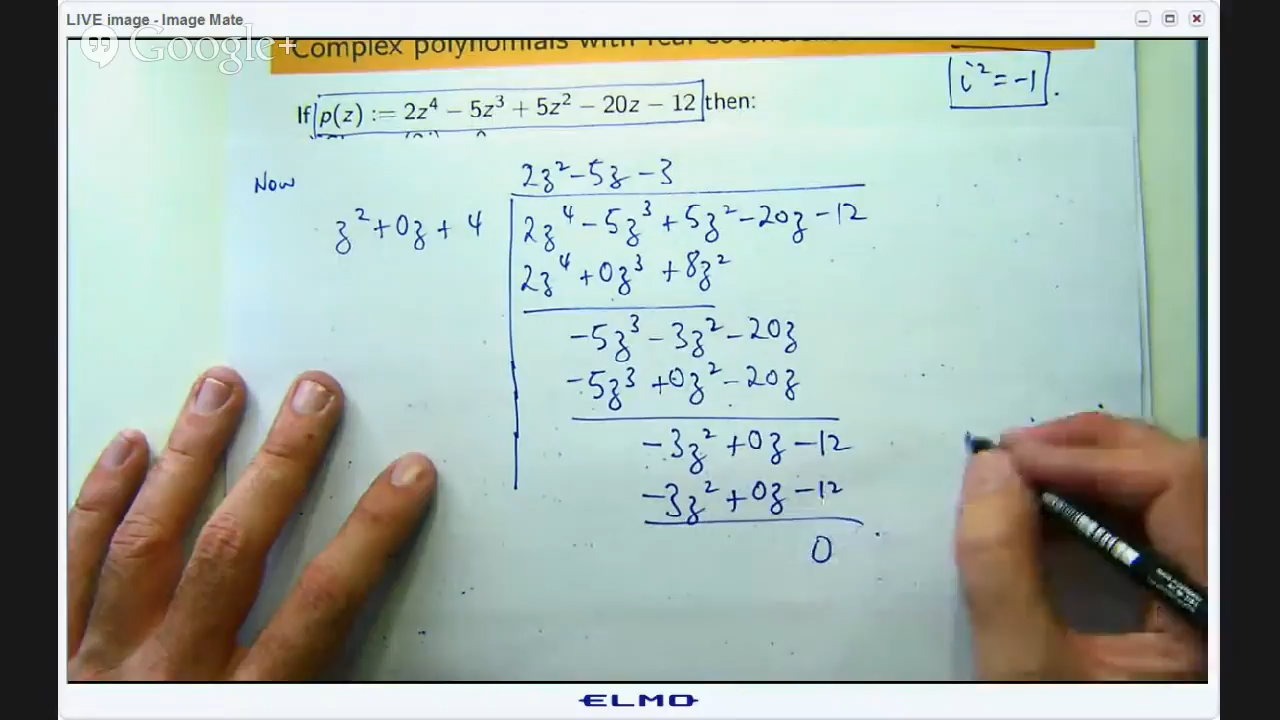 LIVE image - Image Mate
Google+
Complex polynomials with real
i² = -1.
If p(z) := 2z⁴ − 5z³ + 5z² − 20z − 12 then:
Now
2z² - 5z - 3
z² + 0z + 4
2z⁴ - 5z³ + 5z² - 20z - 12
2z⁴ + 0z³ + 8z²
-5z³ - 3z² - 20z
-5z³ + 0z² - 20z
-3z² + 0z - 12
-3z² + 0z - 12
0
ELMO